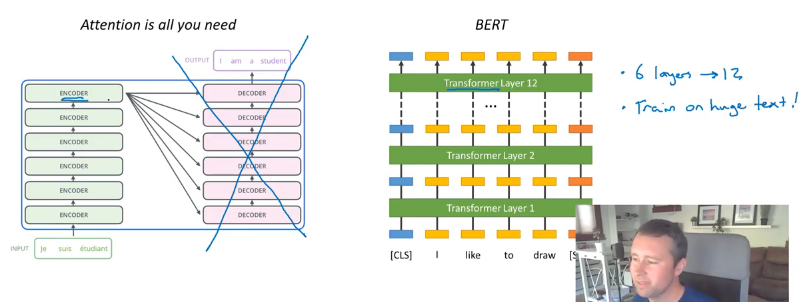 Attention is all you need
OUTPUT I am a student
ENCODER
ENCODER
ENCODER
ENCODER
ENCODER
ENCODER
DECODER
DECODER
DECODER
DECODER
DECODER
DECODER
INPUT Je suis étudiant
BERT
Transformer Layer 12
...
Transformer Layer 2
Transformer Layer 1
[CLS] I like to draw
• 6 layers → 12
• Train on huge text!